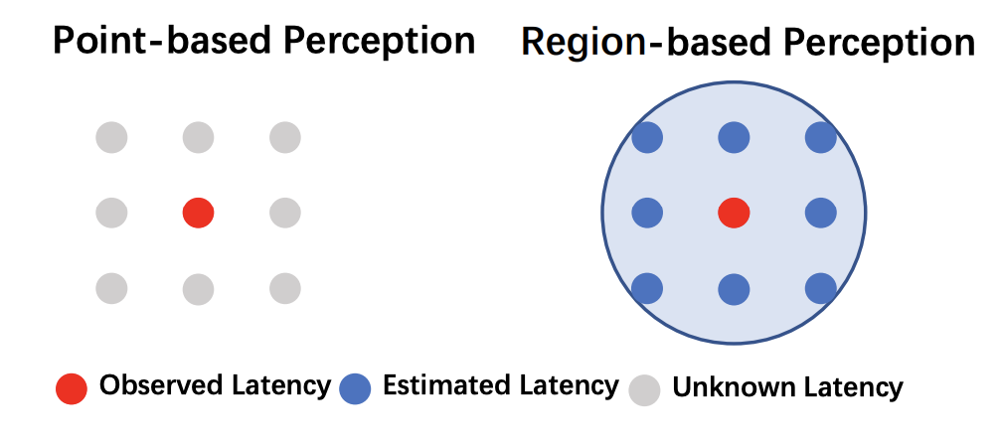 Point-based Perception
Region-based Perception
Observed Latency
Estimated Latency
Unknown Latency